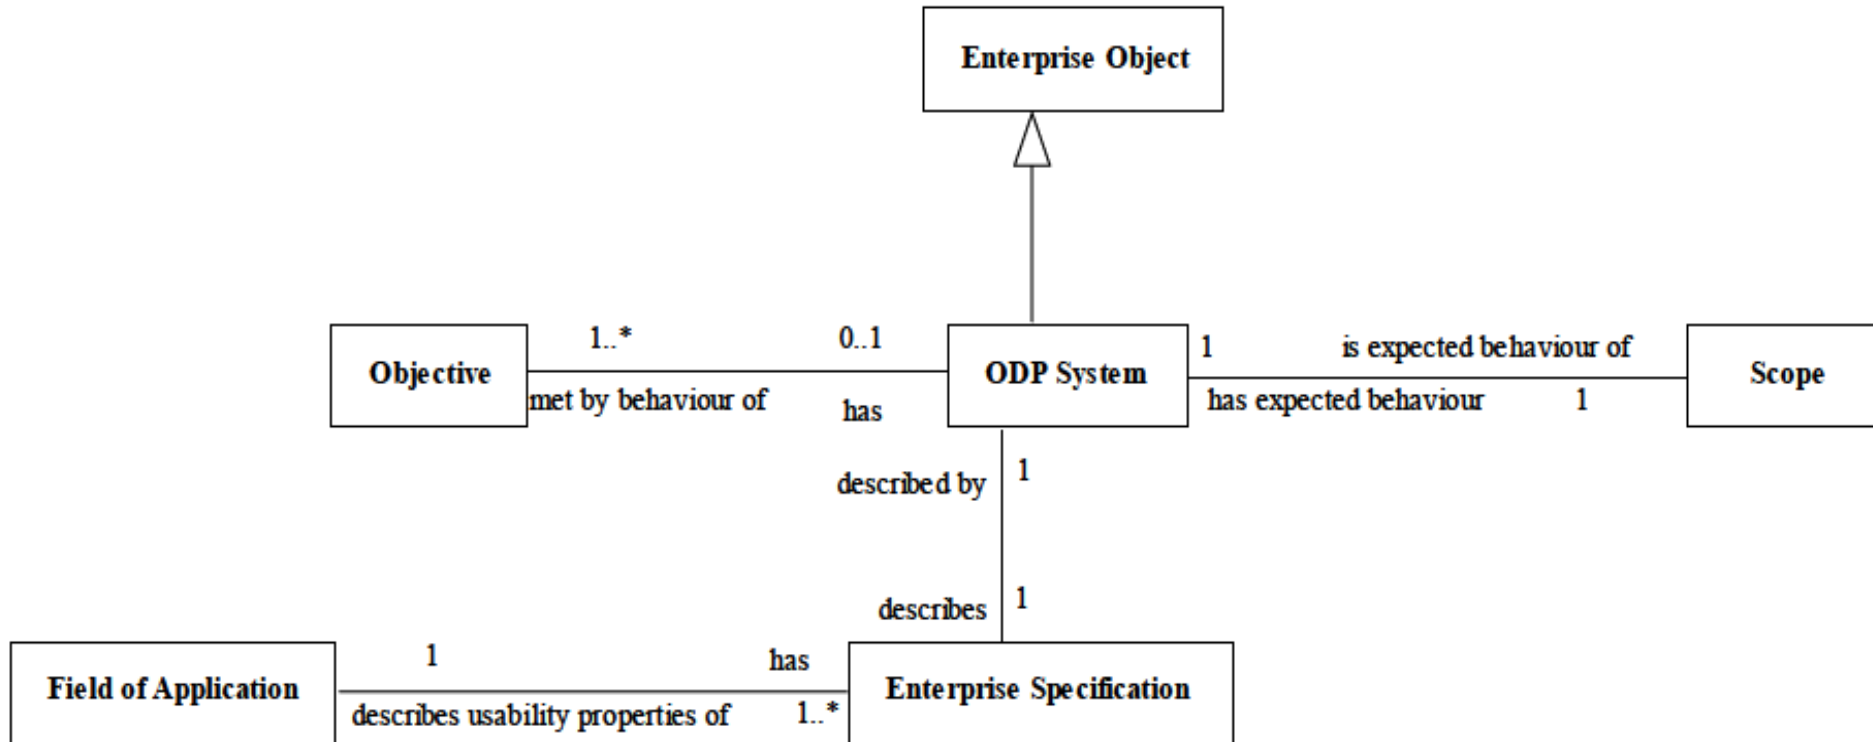 Enterprise Object
1..*
0..1
Objective
ODP System
met by behaviour of
has
1
is expected behaviour of
has expected behaviour
1
Scope
described by
1
describes
1
Field of Application
1
has
describes usability properties of
1..*
Enterprise Specification